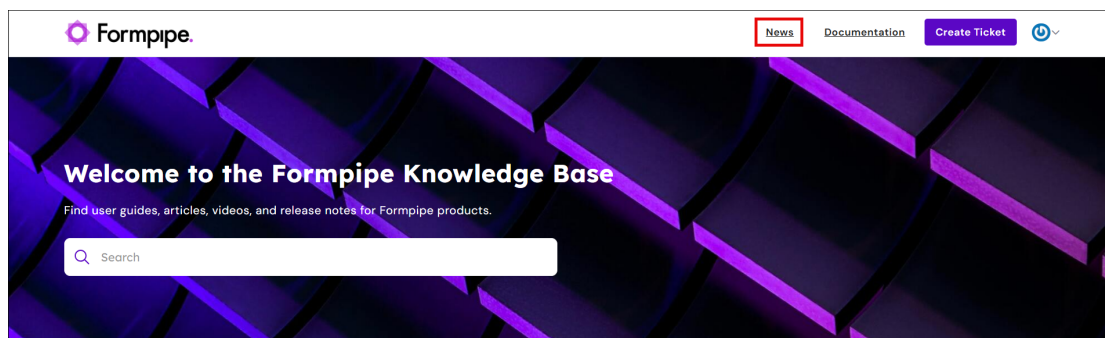 Formpipe.
News
Documentation
Create Ticket
Welcome to the Formpipe Knowledge Base
Find user guides, articles, videos, and release notes for Formpipe products.
Search